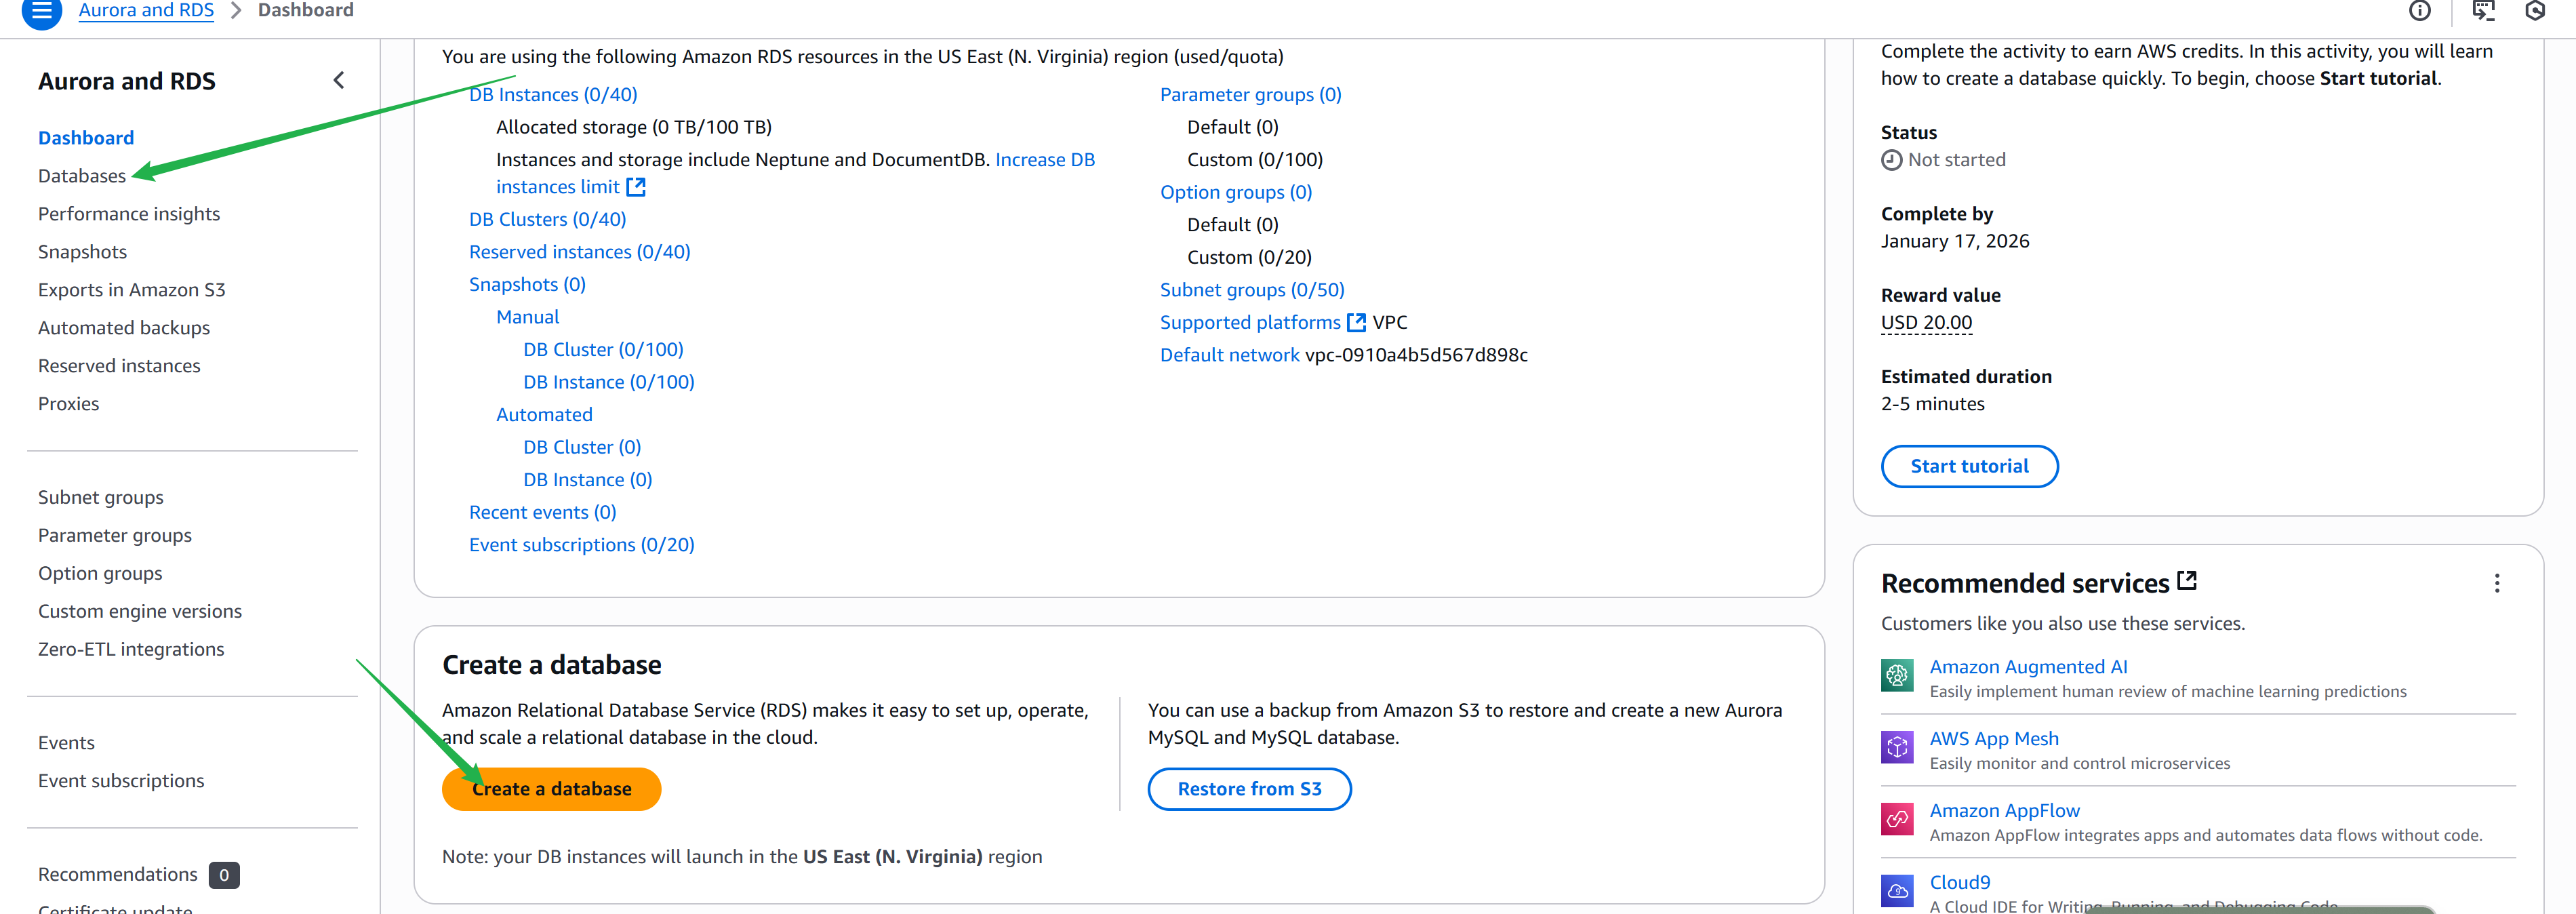 Aurora and RDS
Dashboard
Aurora and RDS
Dashboard
Databases
Performance insights
Snapshots
Exports in Amazon S3
Automated backups
Reserved instances
Proxies
Subnet groups
Parameter groups
Option groups
Custom engine versions
Zero-ETL integrations
Events
Event subscriptions
Recommendations 0
Certificate update
You are using the following Amazon RDS resources in the US East (N. Virginia) region (used/quota)
DB Instances (0/40)
Allocated storage (0 TB/100 TB)
Instances and storage include Neptune and DocumentDB. Increase DB
instances limit
DB Clusters (0/40)
Reserved instances (0/40)
Snapshots (0)
Manual
DB Cluster (0/100)
DB Instance (0/100)
Automated
DB Cluster (0)
DB Instance (0)
Recent events (0)
Event subscriptions (0/20)
Parameter groups (0)
Default (0)
Custom (0/100)
Option groups (0)
Default (0)
Custom (0/20)
Subnet groups (0/50)
Supported platforms VPC
Default network vpc-0910a4b5d567d898c
Create a database
Amazon Relational Database Service (RDS) makes it easy to set up, operate,
and scale a relational database in the cloud.
Create a database
You can use a backup from Amazon S3 to restore and create a new Aurora
MySQL and MySQL database.
Restore from S3
Note: your DB instances will launch in the US East (N. Virginia) region
Complete the activity to earn AWS credits. In this activity, you will learn
how to create a database quickly. To begin, choose Start tutorial.
Status
Not started
Complete by
January 17, 2026
Reward value
USD 20.00
Estimated duration
2-5 minutes
Start tutorial
Recommended services
Customers like you also use these services.
Amazon Augmented AI
Easily implement human review of machine learning predictions
AWS App Mesh
Easily monitor and control microservices
Amazon AppFlow
Amazon AppFlow integrates apps and automates data flows without code.
Cloud9
A Cloud IDE for Writing, Running, and Debugging Code